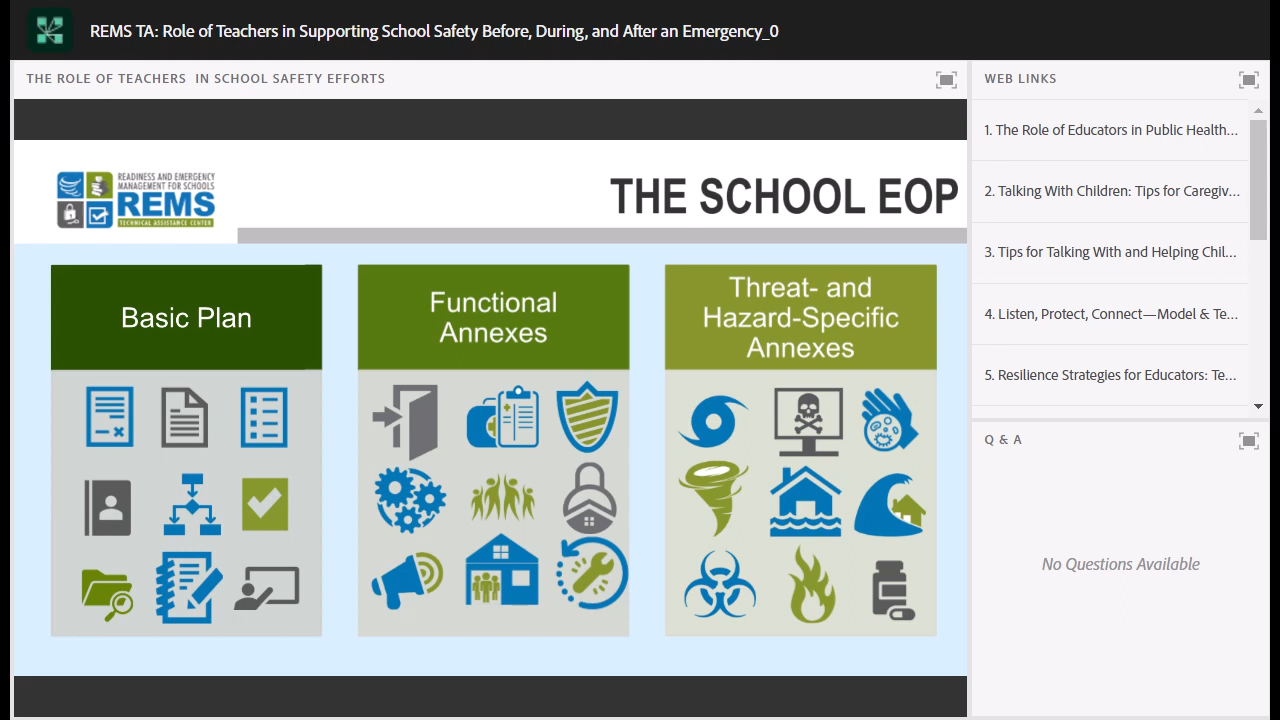 REMS TA: Role of Teachers in Supporting School Safety Before, During, and After an Emergency_0
THE ROLE OF TEACHERS IN SCHOOL SAFETY EFFORTS
READINESS AND EMERGENCY
MANAGEMENT FOR SCHOOLS
REMS
TECHNICAL ASSISTANCE CENTER
THE SCHOOL EOP
Basic Plan
Functional
Annexes
Threat- and
Hazard-Specific
Annexes
WEB LINKS
1. The Role of Educators in Public Health...
2. Talking With Children: Tips for Caregiv...
3. Tips for Talking With and Helping Chil...
4. Listen, Protect, Connect—Model & Te...
5. Resilience Strategies for Educators: Te...
Q & A
No Questions Available